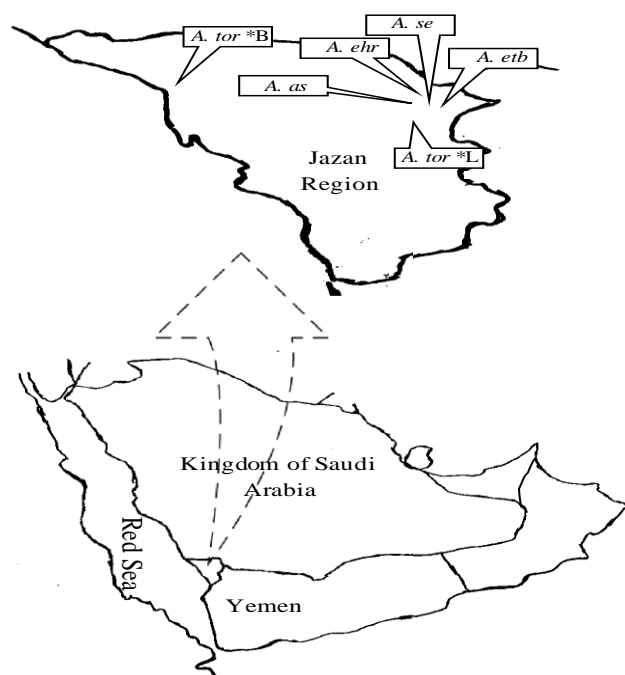 A. se
A. tor *B
A. ehr
A. etb
A. as
Jazan
Region
A. tor *L
Kingdom of Saudi
Arabia
Red Sea
Yemen